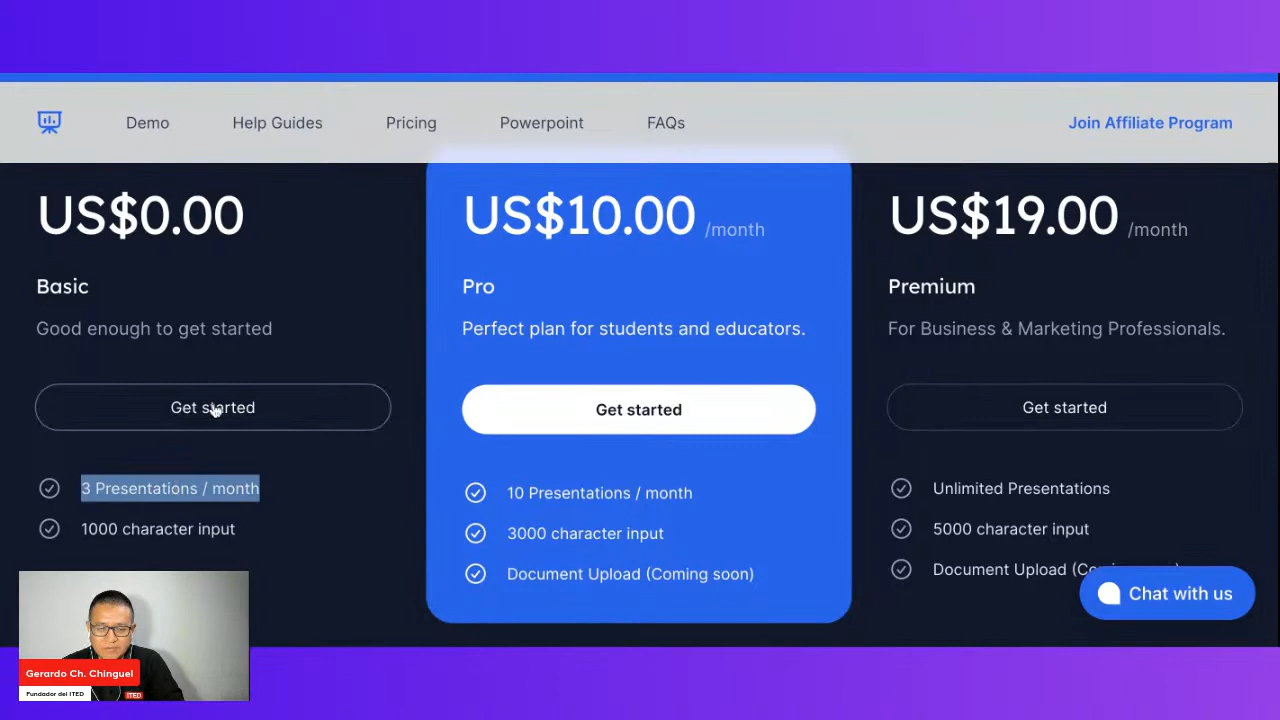 Demo
Help Guides
Pricing
Powerpoint
FAQs
Join Affiliate Program
US$0.00
Basic
Good enough to get started
Get started
3 Presentations / month
1000 character input
US$10.00 /month
Pro
Perfect plan for students and educators.
Get started
10 Presentations / month
3000 character input
Document Upload (Coming soon)
US$19.00 /month
Premium
For Business & Marketing Professionals.
Get started
Unlimited Presentations
5000 character input
Document Upload (Co
Chat with us
Gerardo Ch. Chinguel
Fundador del ITED
ITED